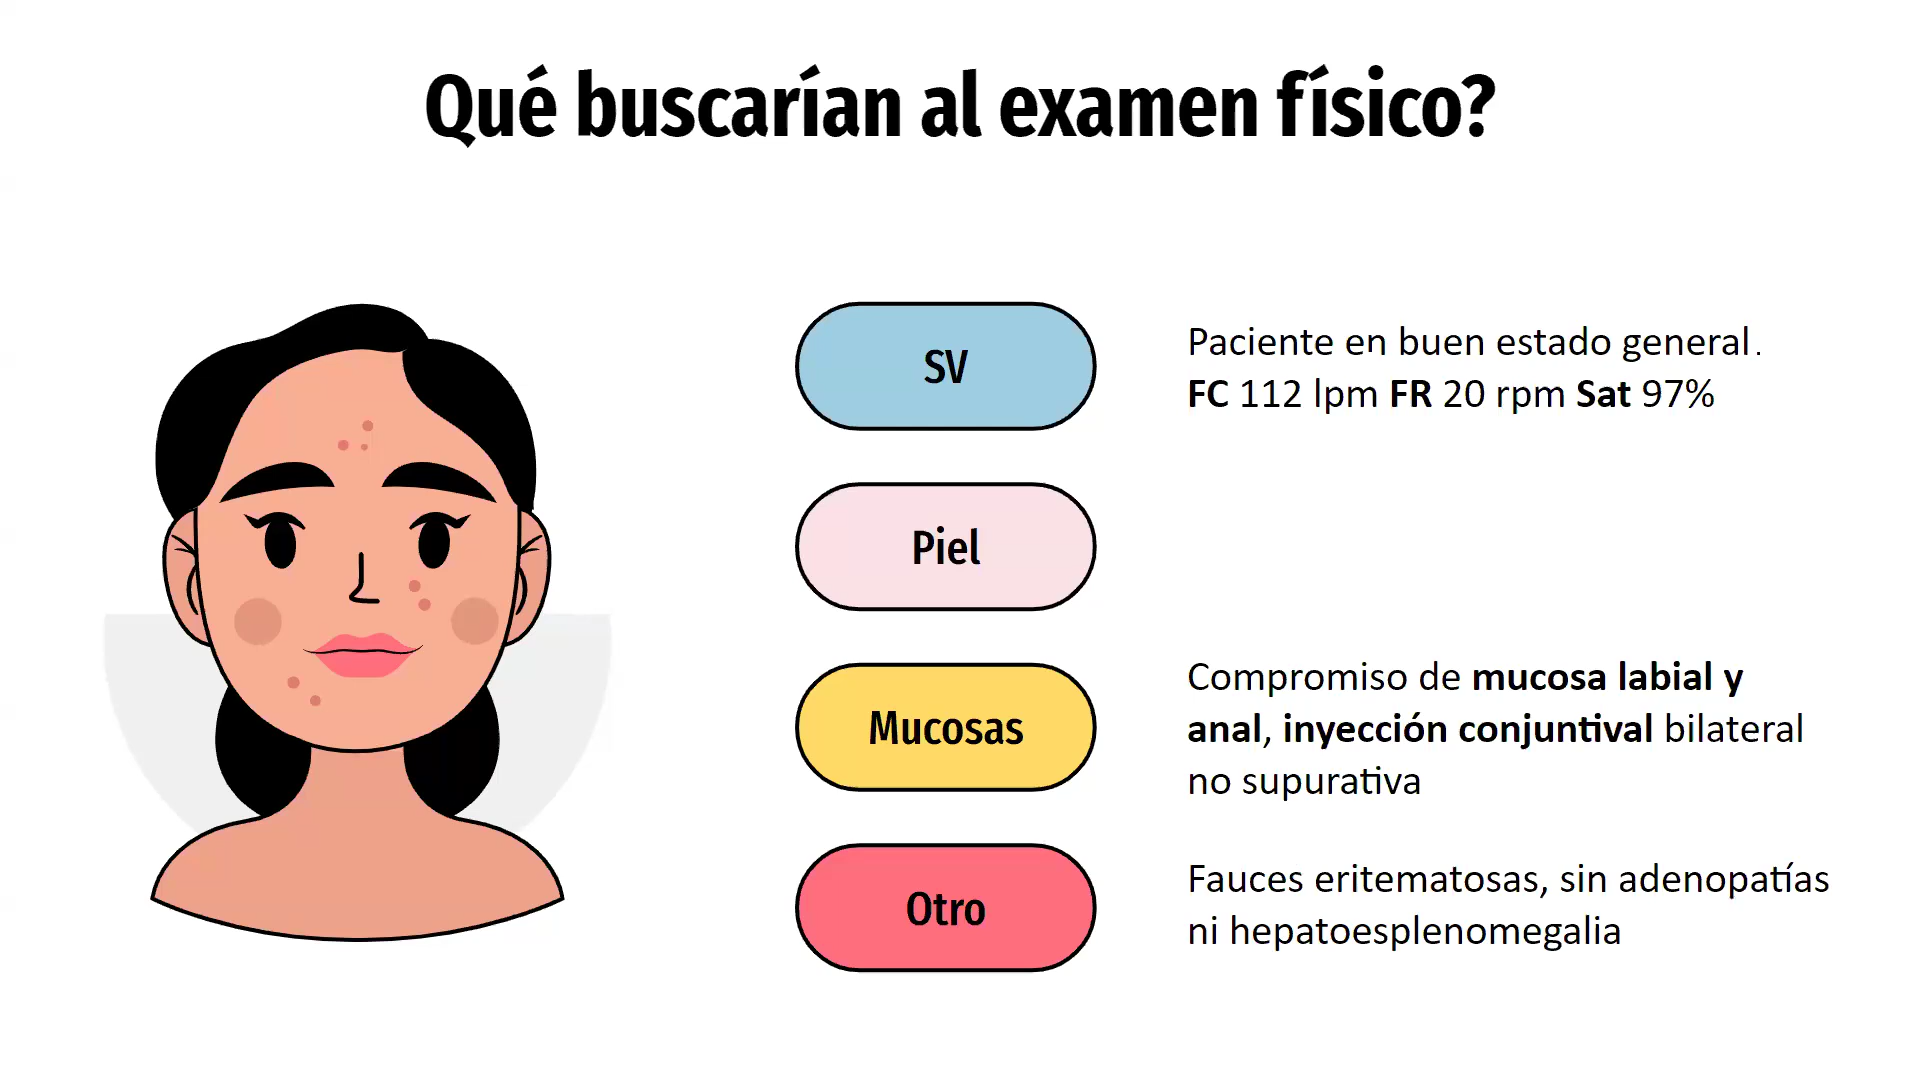 Qué buscarían al examen físico?
SV
Paciente en buen estado general.
FC 112 lpm FR 20 rpm Sat 97%
Piel
Mucosas
Compromiso de mucosa labial y
anal, inyección conjuntival bilateral
no supurativa
Otro
Fauces eritematosas, sin adenopatías
ni hepatoesplenomegalia